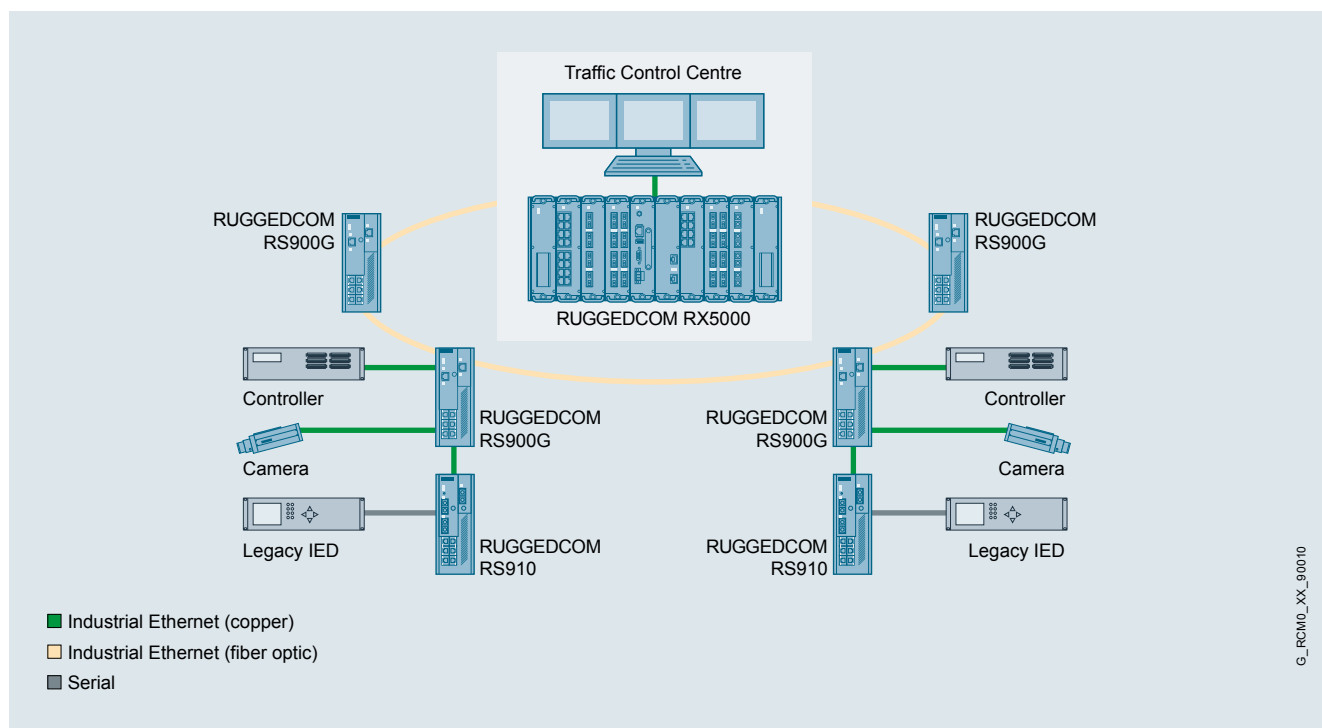 Traffic Control Centre
RUGGEDCOM
RS900G
RUGGEDCOM
RS900G
RUGGEDCOM RX5000
Controller
Controller
RUGGEDCOM
RS900G
RUGGEDCOM
RS900G
Camera
Camera
Legacy IED
RUGGEDCOM
RS910
RUGGEDCOM
RS910
Legacy IED
Industrial Ethernet (copper)
Industrial Ethernet (fiber optic)
Serial
G_RCM0_XX_90010